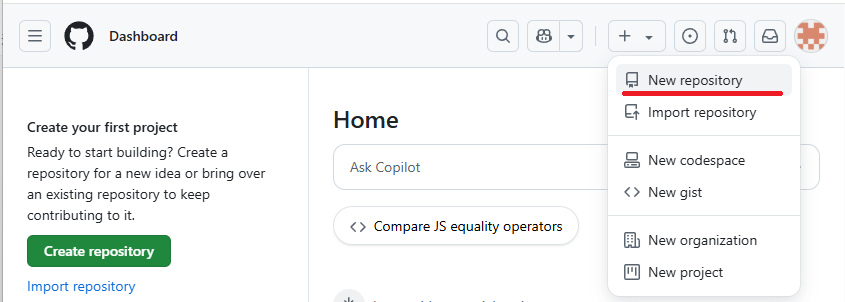 Dashboard
New repository
Import repository
New codespace
New gist
New organization
New project
Create your first project
Ready to start building? Create a
repository for a new idea or bring over
an existing repository to keep
contributing to it.
Create repository
Import repository
Home
Ask Copilot
Compare JS equality operators